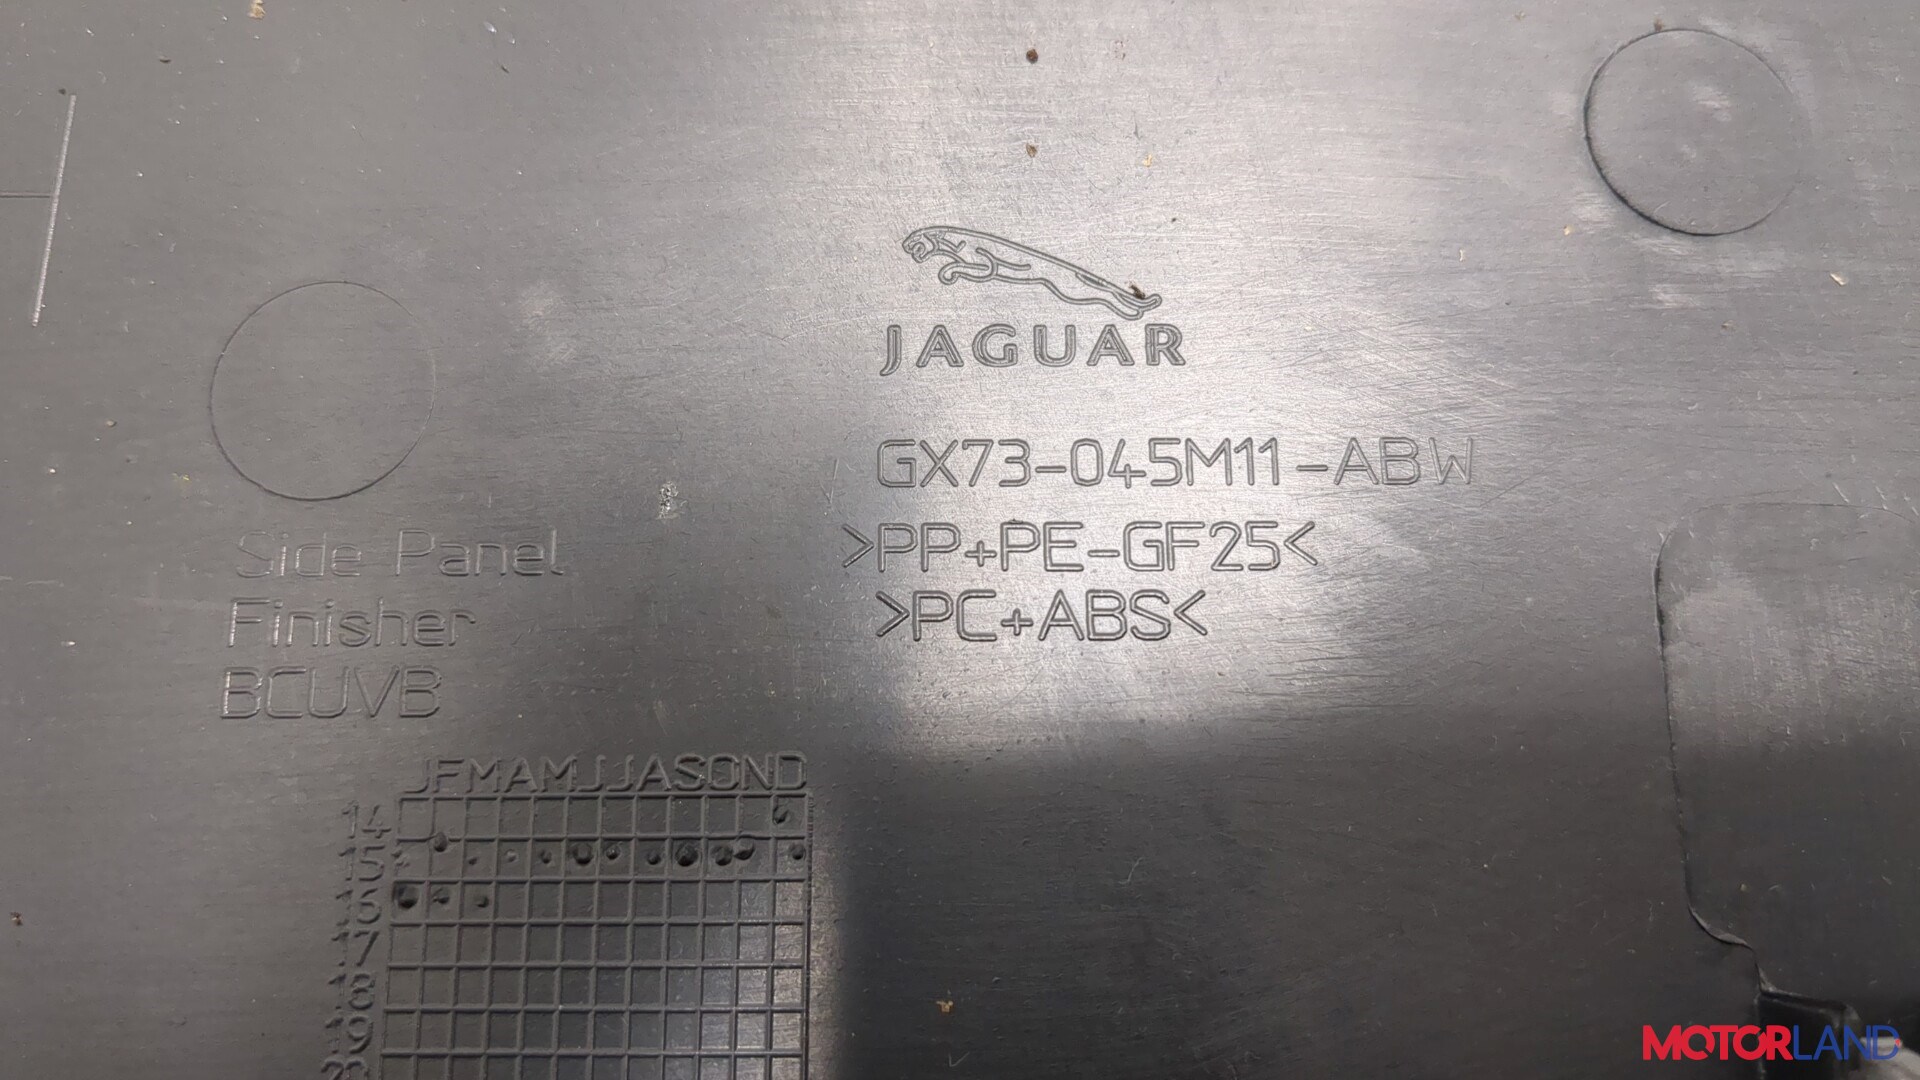 JAGUAR
GX73-045M11-ABW
>PP+PE-GF25<
>PC+ABS<
Side Panel
Finisher
BCUVB
JFMAMJJASOND
14
15
16
17
18
19
MOTORLAND